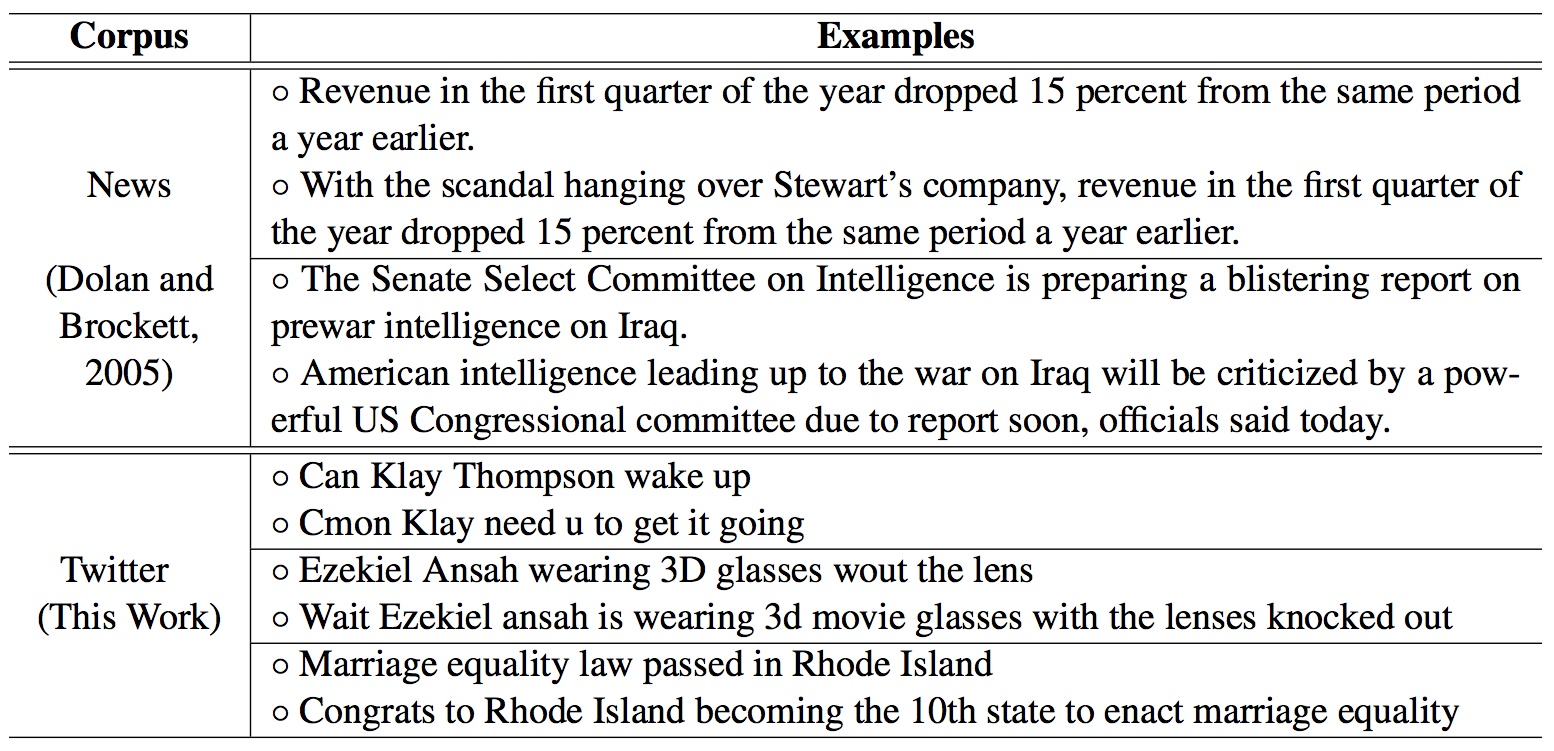 Corpus Examples
News
(Dolan and
Brockett,
2005)
○ Revenue in the first quarter of the year dropped 15 percent from the same period
a year earlier.
○ With the scandal hanging over Stewart’s company, revenue in the first quarter of
the year dropped 15 percent from the same period a year earlier.
○ The Senate Select Committee on Intelligence is preparing a blistering report on
prewar intelligence on Iraq.
○ American intelligence leading up to the war on Iraq will be criticized by a pow-
erful US Congressional committee due to report soon, officials said today.
Twitter
(This Work)
○ Can Klay Thompson wake up
○ Cmon Klay need u to get it going
○ Ezekiel Ansah wearing 3D glasses wout the lens
○ Wait Ezekiel ansah is wearing 3d movie glasses with the lenses knocked out
○ Marriage equality law passed in Rhode Island
○ Congrats to Rhode Island becoming the 10th state to enact marriage equality